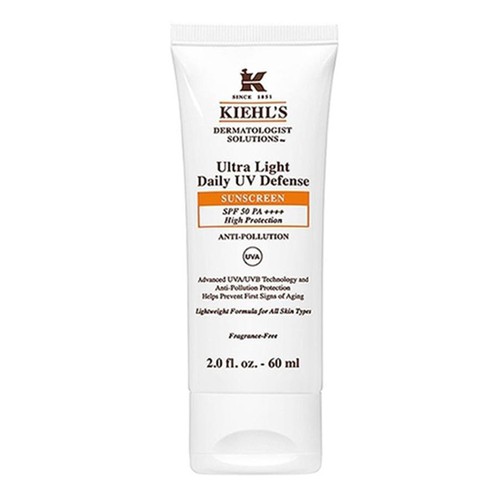 K
SINCE 1851
KIEHL'S
DERMATOLOGIST
SOLUTIONS™
Ultra Light
Daily UV Defense
SUNSCREEN
SPF 50 PA ++++
High Protection
ANTI-POLLUTION
UVA
Advanced UVA/UVB Technology and
Anti-Pollution Protection
Helps Prevent First Signs of Aging
Lightweight Formula for All Skin Types
Fragrance-Free
2.0 fl. oz. - 60 ml